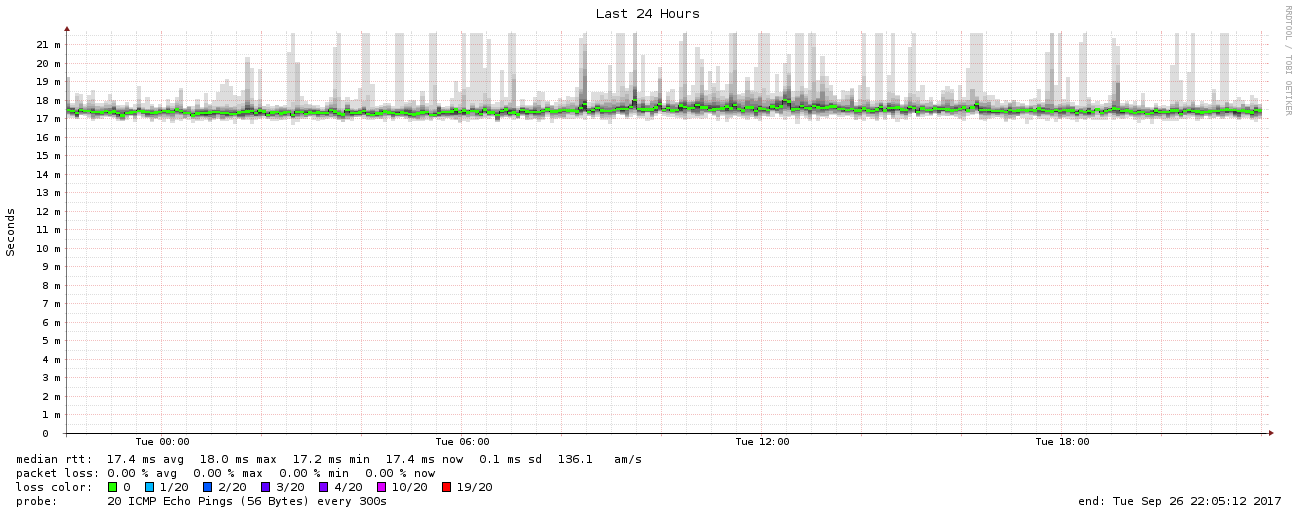 Last 24 Hours
RRDTOOL / TOBI OETIKER
Seconds
21 m
20 m
19 m
18 m
17 m
16 m
15 m
14 m
13 m
12 m
11 m
10 m
9 m
8 m
7 m
6 m
5 m
4 m
3 m
2 m
1 m
0
Tue 00:00 Tue 06:00 Tue 12:00 Tue 18:00
median rtt: 17.4 ms avg 18.0 ms max 17.2 ms min 17.4 ms now 0.1 ms sd 136.1 am/s
packet loss: 0.00 % avg 0.00 % max 0.00 % min 0.00 % now
loss color: 0 1/20 2/20 3/20 4/20 10/20 19/20
probe: 20 ICMP Echo Pings (56 Bytes) every 300s end: Tue Sep 26 22:05:12 2017